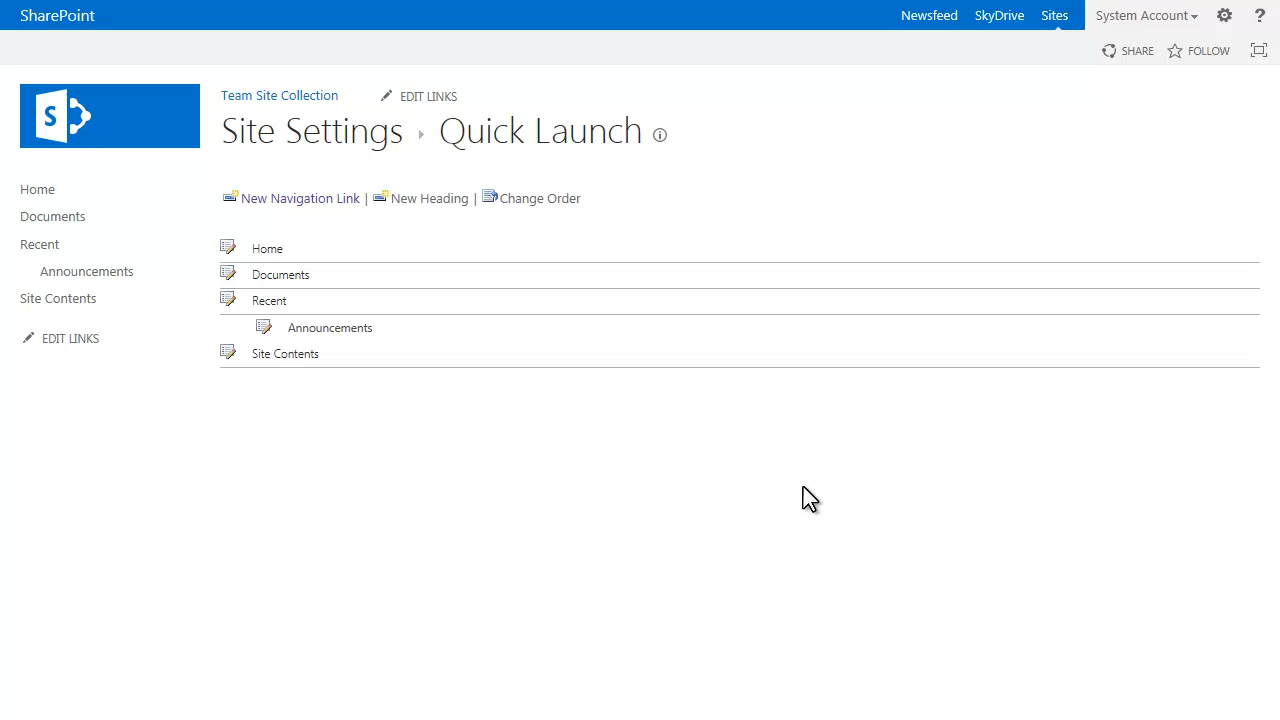 SharePoint
Newsfeed SkyDrive Sites System Account ?
SHARE FOLLOW
S
Team Site Collection EDIT LINKS
Site Settings Quick Launch
New Navigation Link | New Heading | Change Order
Home
Documents
Recent
Announcements
Site Contents
EDIT LINKS
Home
Documents
Recent
Announcements
Site Contents